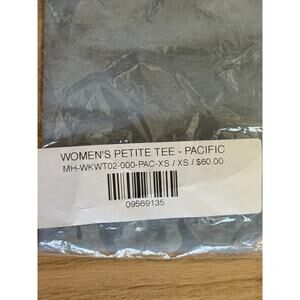 WOMEN'S PETITE TEE - PACIFIC
MH-WKWT02-000-PAC-XS / XS / $60.00
09569135